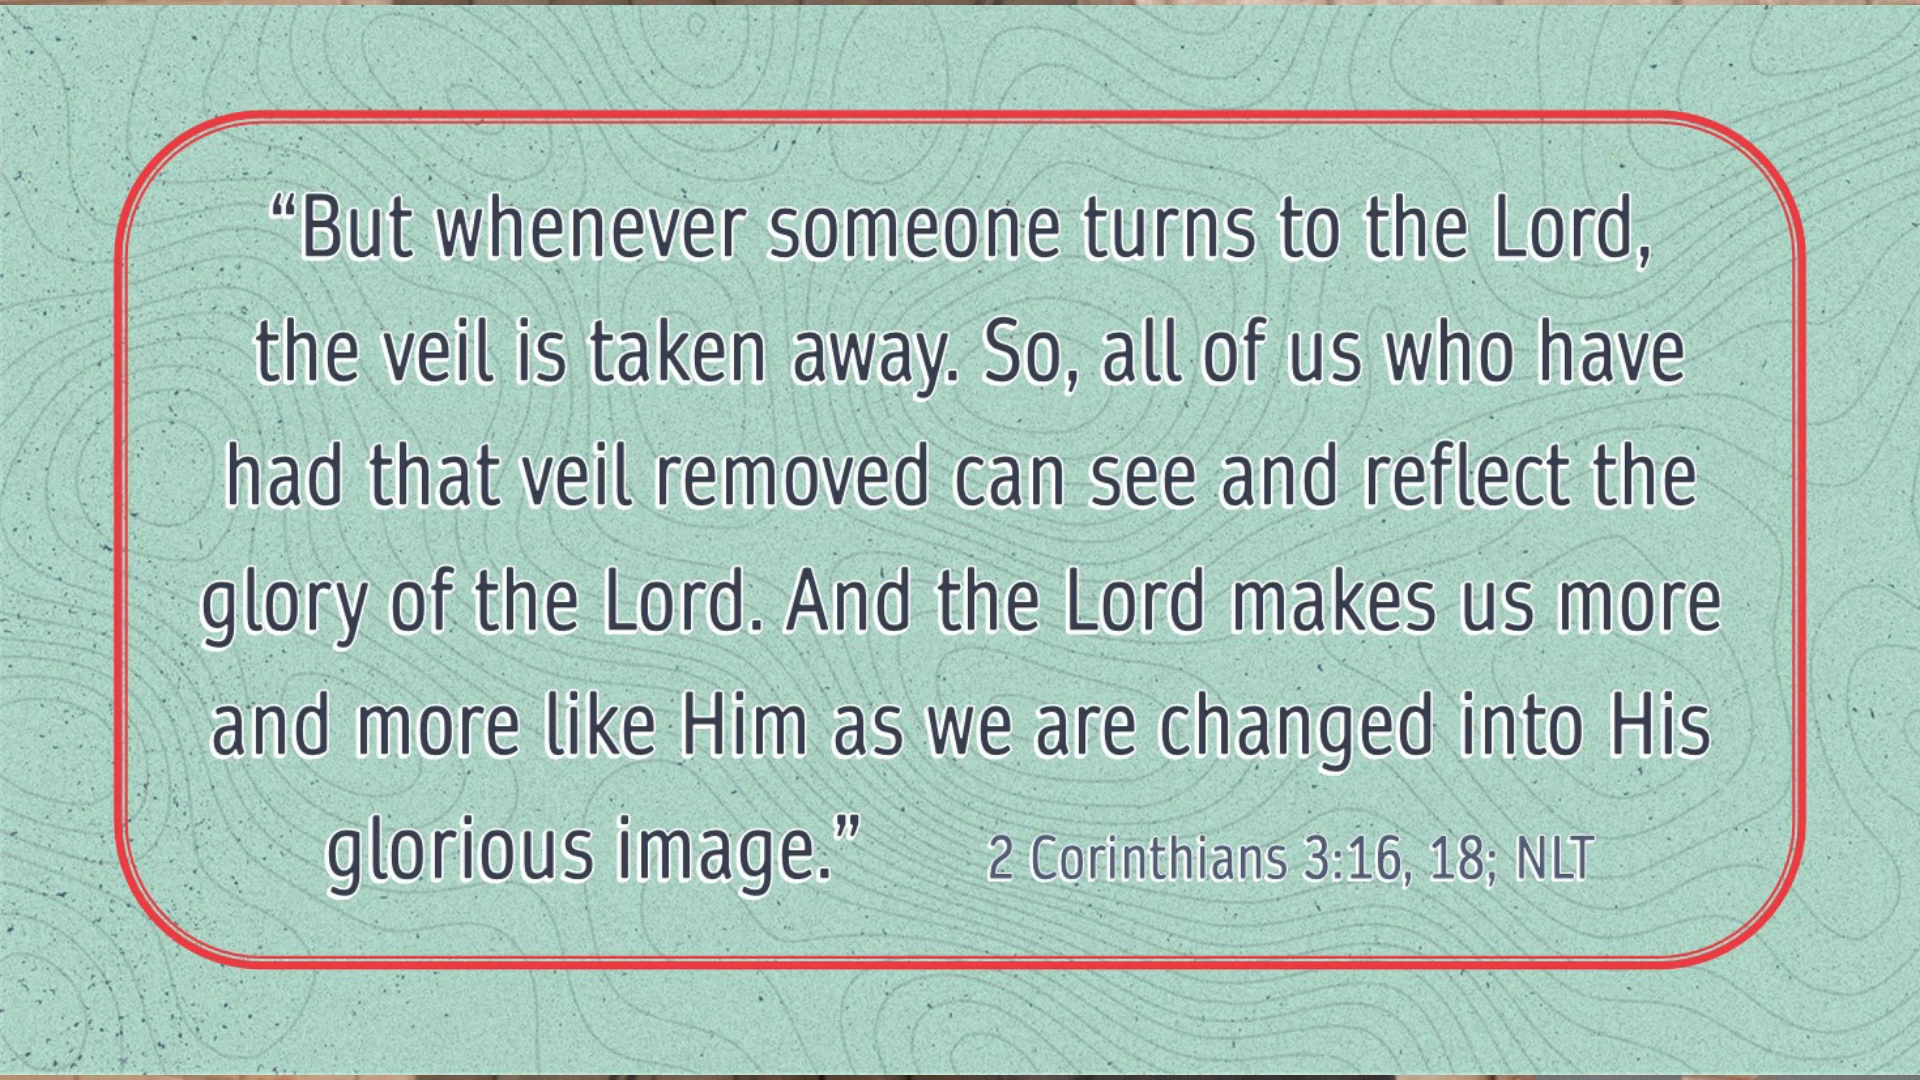 “But whenever someone turns to the Lord,
the veil is taken away. So, all of us who have
had that veil removed can see and reflect the
glory of the Lord. And the Lord makes us more
and more like Him as we are changed into His
glorious image.” 2 Corinthians 3:16, 18; NLT